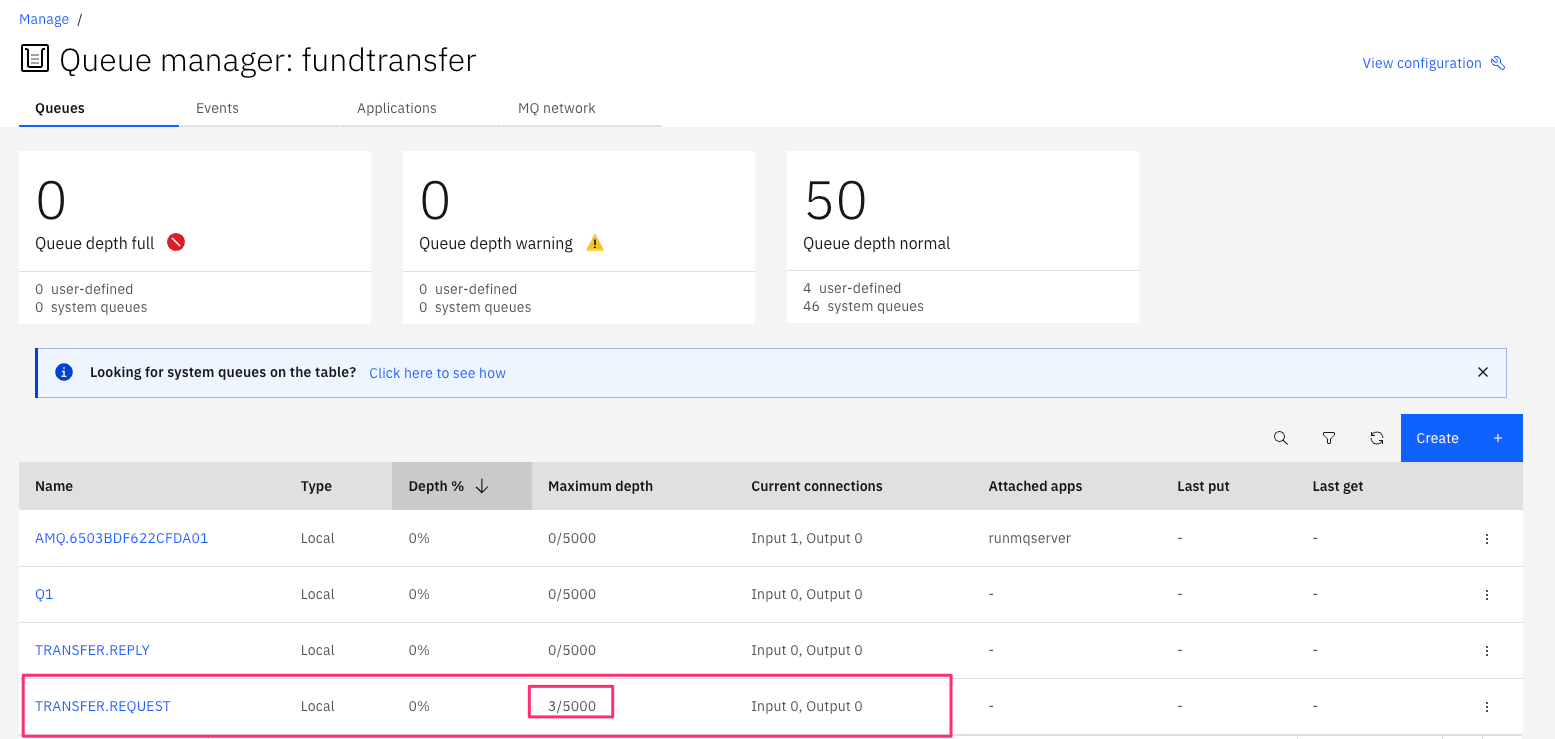 Manage /
Queue manager: fundtransfer
View configuration
Queues Events Applications MQ network
0 0 50
Queue depth full Queue depth warning Queue depth normal
0 user-defined 0 user-defined 4 user-defined
0 system queues 0 system queues 46 system queues
Looking for system queues on the table? Click here to see how
Create +
Name Type Depth % Maximum depth Current connections Attached apps Last put Last get
AMQ.6503BDF622CFDA01 Local 0% 0/5000 Input 1, Output 0 runmqserver - -
Q1 Local 0% 0/5000 Input 0, Output 0 - - -
TRANSFER.REPLY Local 0% 0/5000 Input 0, Output 0 - - -
TRANSFER.REQUEST Local 0% 3/5000 Input 0, Output 0 - - -